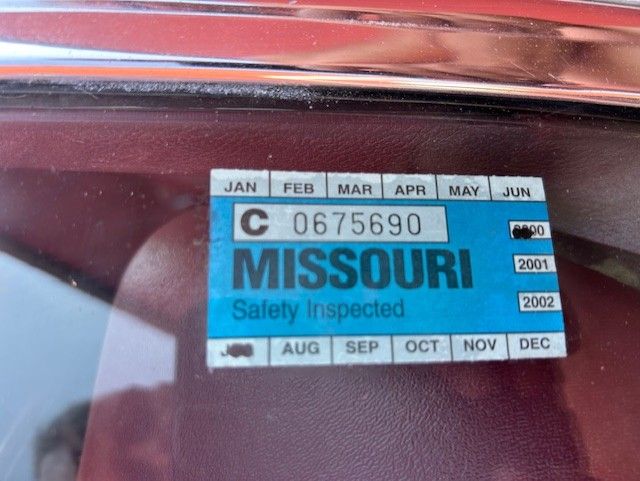 JAN FEB MAR APR MAY JUN
C 0675690
MISSOURI
Safety Inspected
2001
2002
AUG SEP OCT NOV DEC